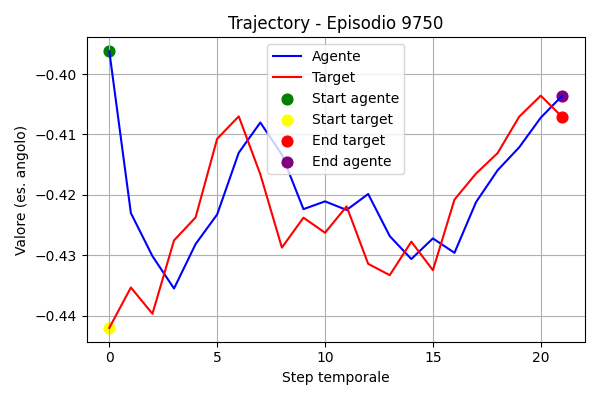 Trajectory - Episodio 9750
Agente
Target
Start agente
Start target
End target
End agente
Valore (es. angolo)
−0.40
−0.41
−0.42
−0.43
−0.44
0
5
10
15
20
Step temporale